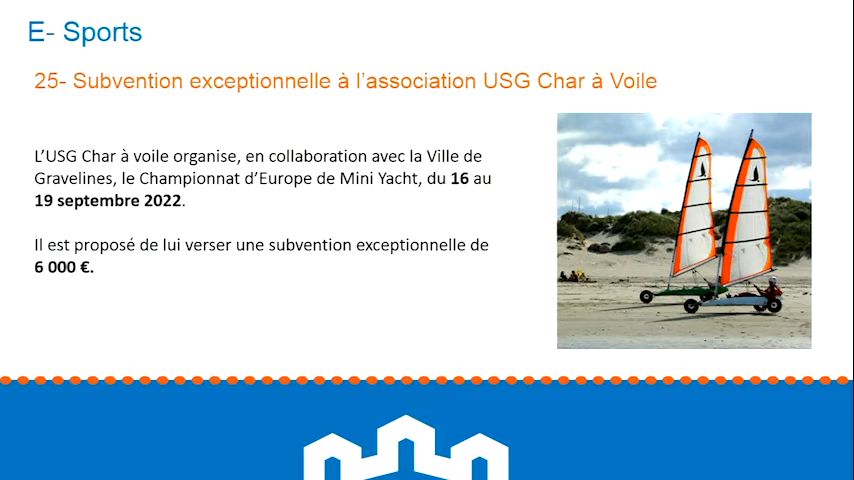 E- Sports
25- Subvention exceptionnelle à l’association USG Char à Voile
L’USG Char à voile organise, en collaboration avec la Ville de
Gravelines, le Championnat d’Europe de Mini Yacht, du 16 au
19 septembre 2022.
Il est proposé de lui verser une subvention exceptionnelle de
6 000 €.